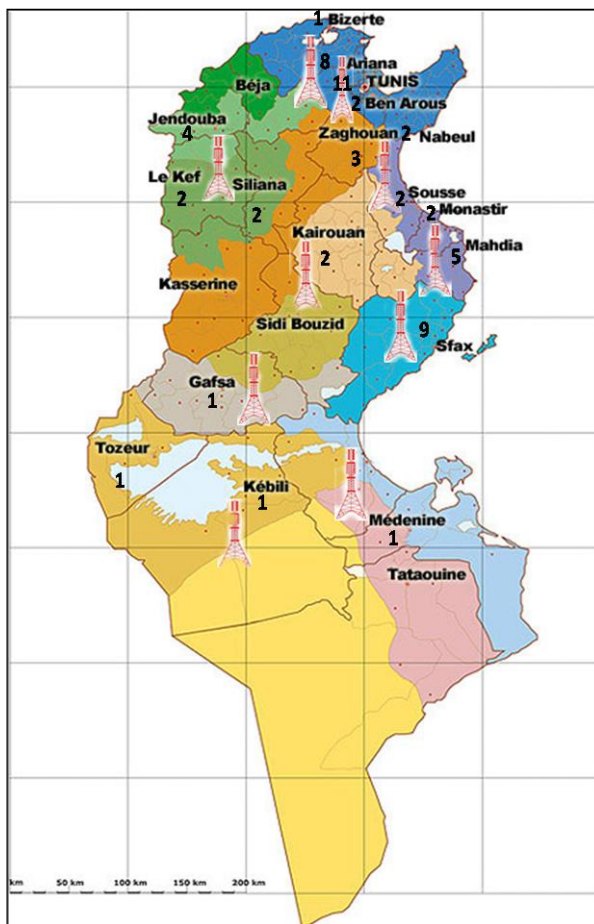 1 Bizerte
8
Ariana
11 TUNIS
Béja
2 Ben Arous
Jendouba
4
Zaghouan 2 Nabeul
3
Le Kef
2
Siliana
2
2 Sousse
2 Monastir
Kairouan
2
Mahdia
5
Kasserine
Sidi Bouzid
9
Sfax
Gafsa
1
Tozeur
1
Kébili
1
Médenine
1
Tataouine
km 50 km 100 km 200 km